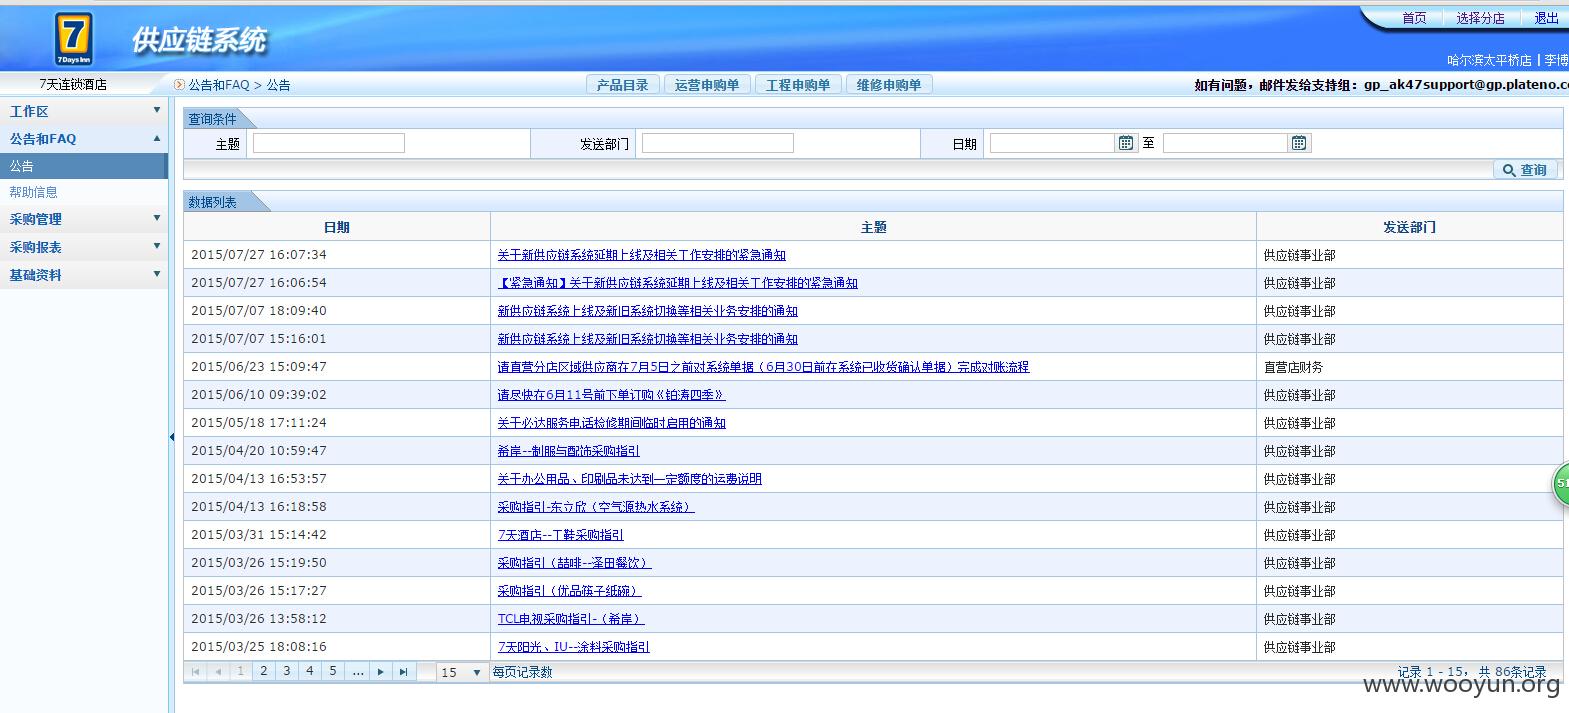 首页 选择分店 退出
7 7Days Inn 供应链系统
哈尔滨太平桥店 | 李博
7天连锁酒店 公告和FAQ > 公告 产品目录 运营申购单 工程申购单 维修申购单 如有问题，邮件发给支持组：gp_ak47support@gp.plateno.c
工作区
公告和FAQ
公告
帮助信息
采购管理
采购报表
基础资料
查询条件
主题 发送部门 日期 至
查询
数据列表
日期 主题 发送部门
2015/07/27 16:07:34 关于新供应链系统延期上线及相关工作安排的紧急通知 供应链事业部
2015/07/27 16:06:54 【紧急通知】关于新供应链系统延期上线及相关工作安排的紧急通知 供应链事业部
2015/07/07 18:09:40 新供应链系统上线及新旧系统切换等相关业务安排的通知 供应链事业部
2015/07/07 15:16:01 新供应链系统上线及新旧系统切换等相关业务安排的通知 供应链事业部
2015/06/23 15:09:47 请直营分店区域供应商在7月5日之前对系统单据（6月30日前在系统已收货确认单据）完成对账流程 直营店财务
2015/06/10 09:39:02 请尽快在6月11号前下单订购《铂涛四季》 供应链事业部
2015/05/18 17:11:24 关于必达服务电话检修期间临时启用的通知 供应链事业部
2015/04/20 10:59:47 希岸--制服与配饰采购指引 供应链事业部
2015/04/13 16:53:57 关于办公用品、印刷品未达到一定额度的运费说明 供应链事业部
2015/04/13 16:18:58 采购指引-东立欣（空气源热水系统） 供应链事业部
2015/03/31 15:14:42 7天酒店--工鞋采购指引 供应链事业部
2015/03/26 15:19:50 采购指引（喆啡--泽田餐饮） 供应链事业部
2015/03/26 15:17:27 采购指引（优品筷子纸碗） 供应链事业部
2015/03/26 13:58:12 TCL电视采购指引-（希岸） 供应链事业部
2015/03/25 18:08:16 7天阳光、IU--涂料采购指引 供应链事业部
1 2 3 4 5 ... 15 每页记录数 记录 1 - 15，共 86条记录
www.wooyun.org
51